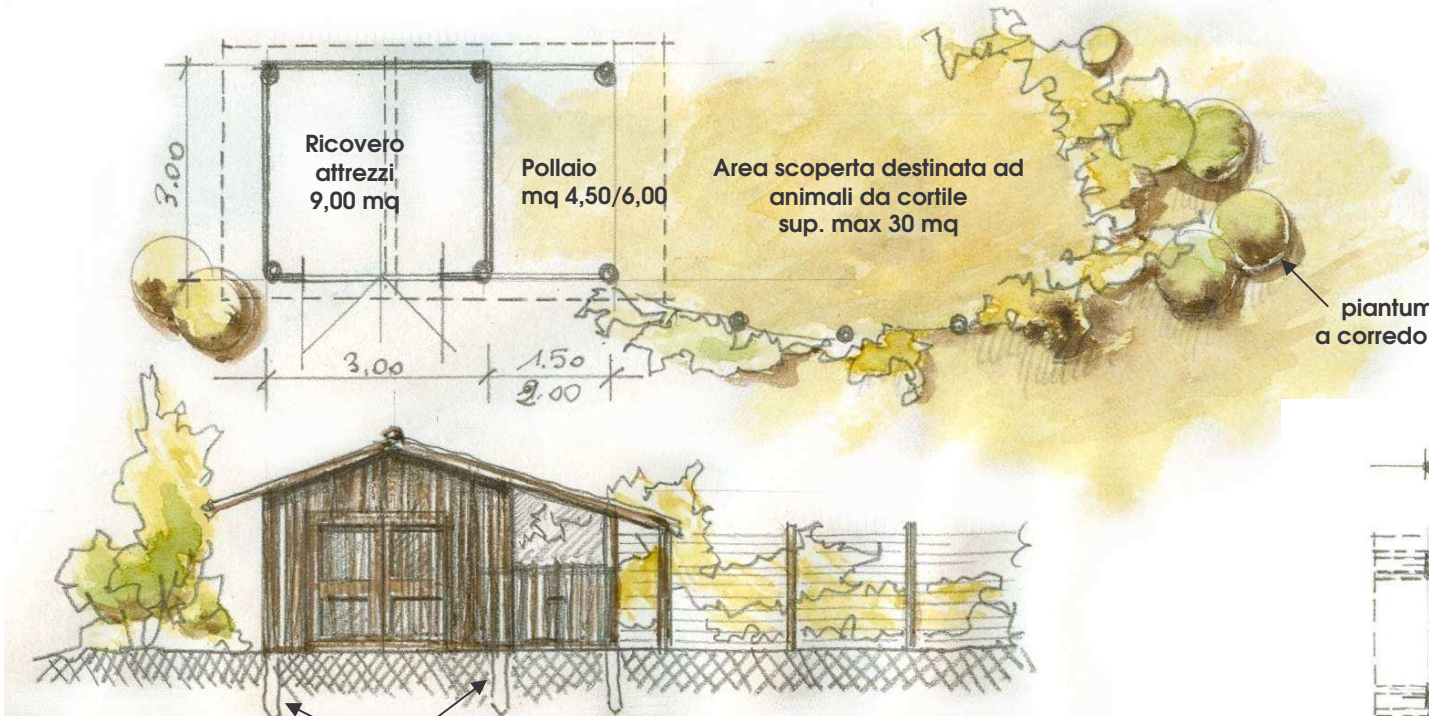 3.00
Ricovero
attrezzi
9,00 mq
Pollaio
mq 4,50/6,00
Area scoperta destinata ad
animali da cortile
sup. max 30 mq
piantum
a corredo
3,00
1.50
2.00